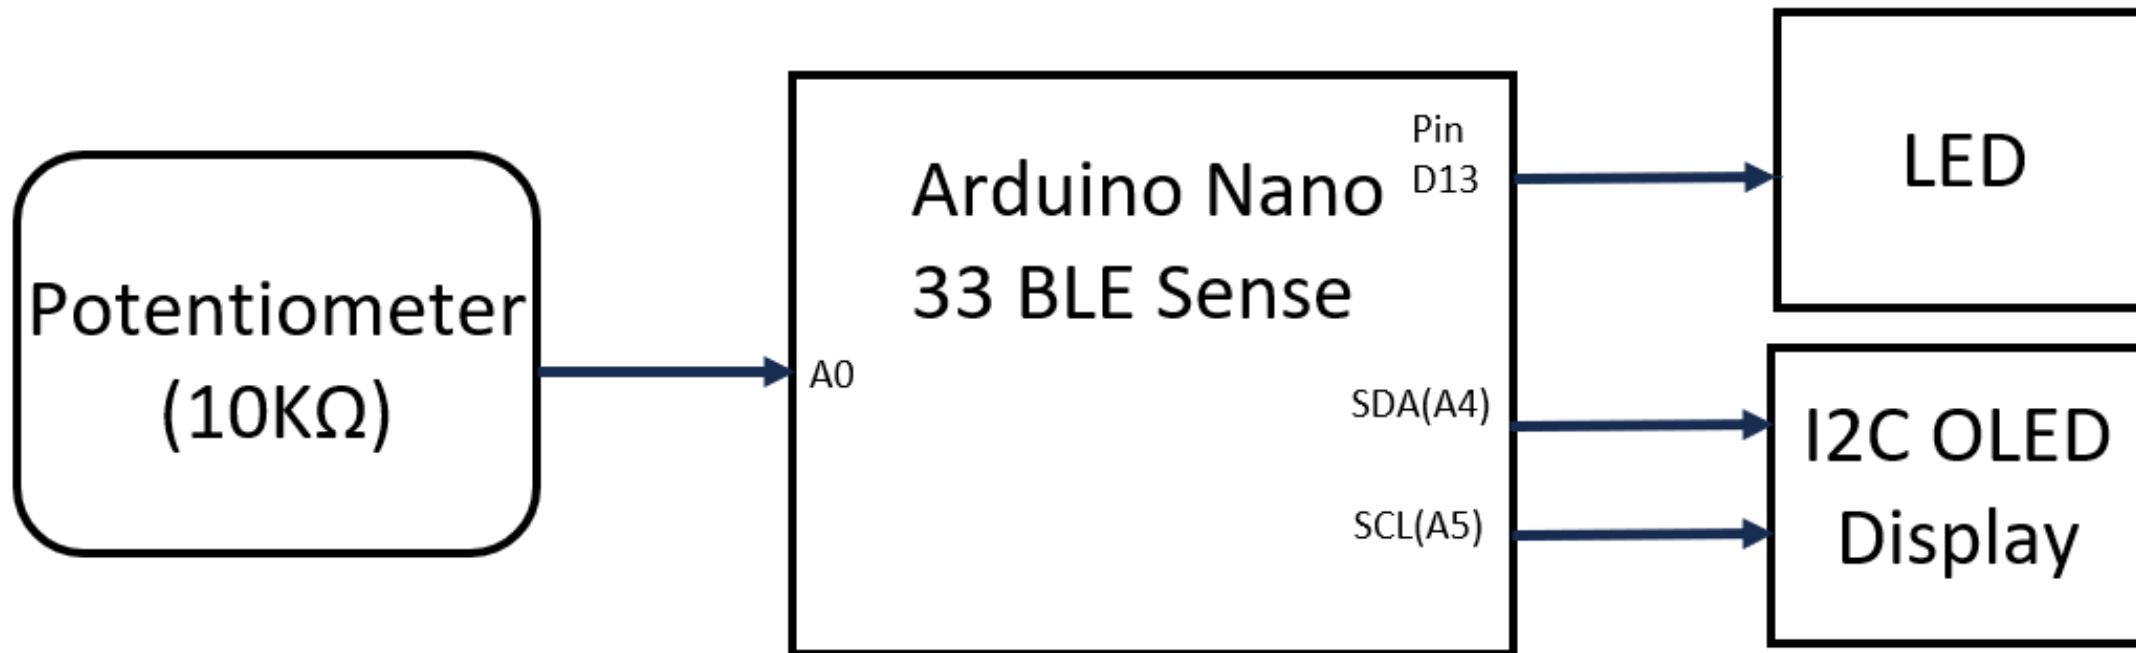 Potentiometer
(10KΩ)
Arduino Nano
33 BLE Sense
A0
Pin
D13
SDA(A4)
SCL(A5)
LED
I2C OLED
Display